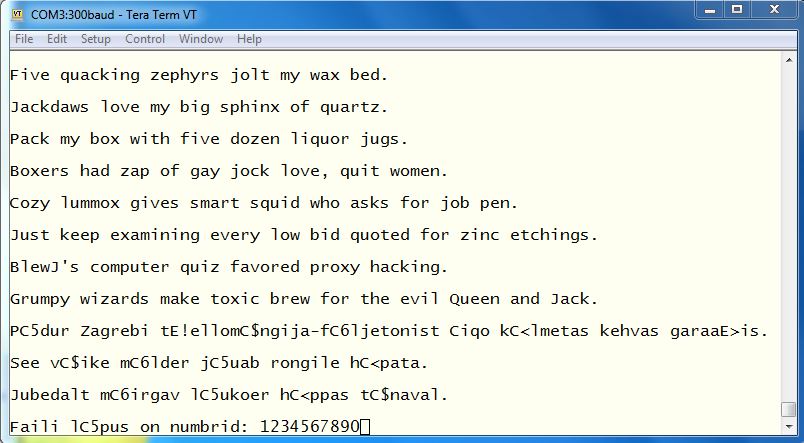 COM3:300baud - Tera Term VT
File Edit Setup Control Window Help
Five quacking zephyrs jolt my wax bed.
Jackdaws love my big sphinx of quartz.
Pack my box with five dozen liquor jugs.
Boxers had zap of gay jock love, quit women.
Cozy lummox gives smart squid who asks for job pen.
Just keep examining every low bid quoted for zinc etchings.
BlewJ's computer quiz favored proxy hacking.
Grumpy wizards make toxic brew for the evil Queen and Jack.
PC5dur Zagrebi tE!ellomC$ngija-fC6ljetonist Ciqo kC<lmetas kehvas garaaE>is.
See vC$ike mC6lder jC5uab rongile hC<pata.
Jubedalt mC6irgav lC5ukoer hC<ppas tC$naval.
Faili lC5pus on numbrid: 1234567890